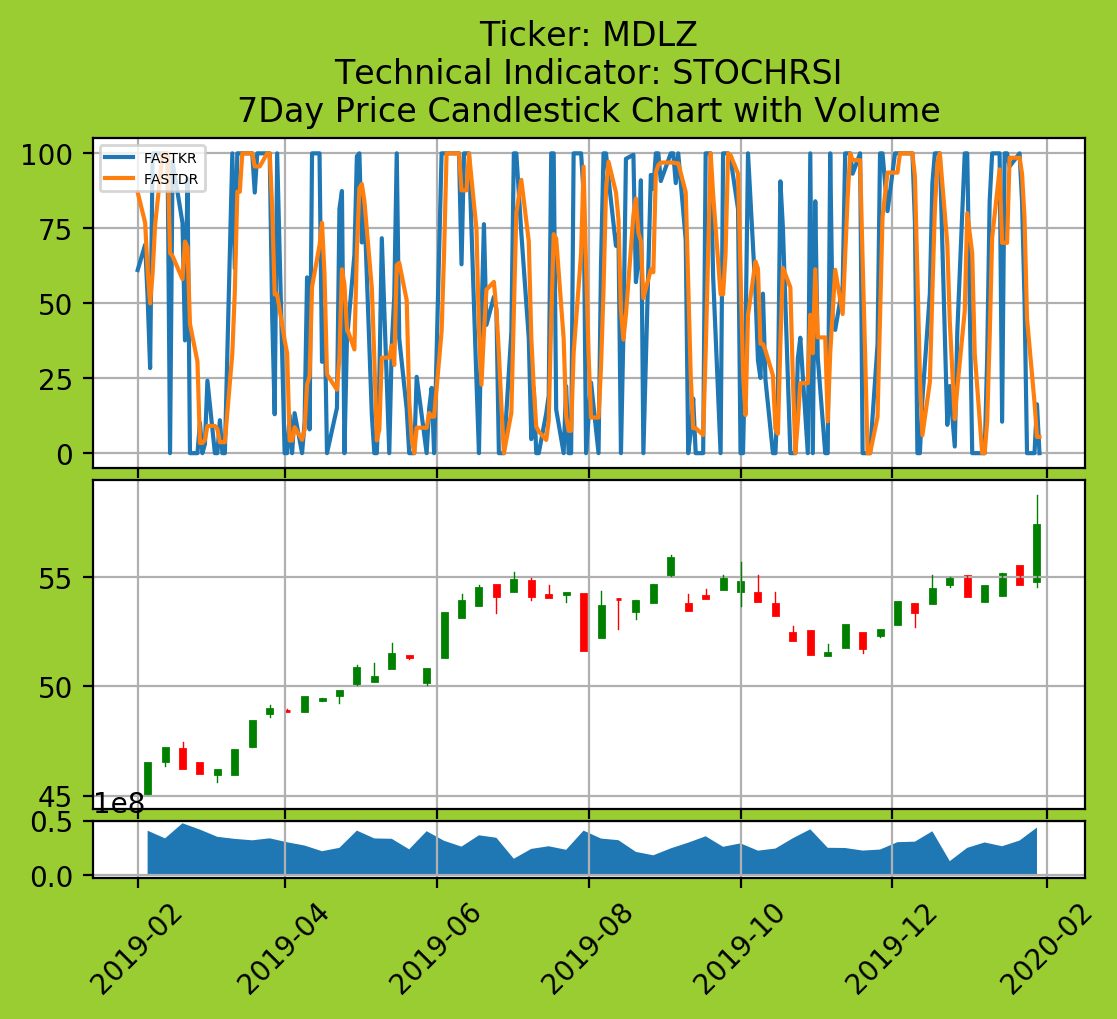 Ticker: MDLZ
Technical Indicator: STOCHRSI
7Day Price Candlestick Chart with Volume
100
75
50
25
0
FASTKR
FASTDR
55
50
45
1e8
0.5
0.0
2019-02
2019-04
2019-06
2019-08
2019-10
2019-12
2020-02